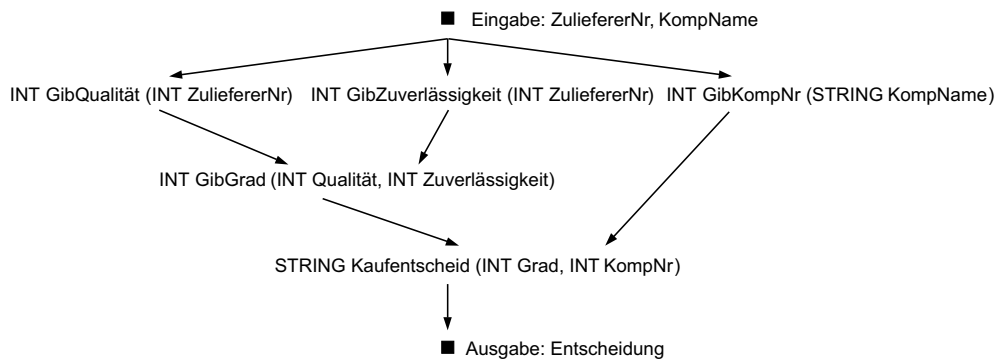 Eingabe: ZuliefererNr, KompName
INT GibQualität (INT ZuliefererNr) INT GibZuverlässigkeit (INT ZuliefererNr) INT GibKompNr (STRING KompName)
INT GibGrad (INT Qualität, INT Zuverlässigkeit)
STRING Kaufentscheid (INT Grad, INT KompNr)
Ausgabe: Entscheidung